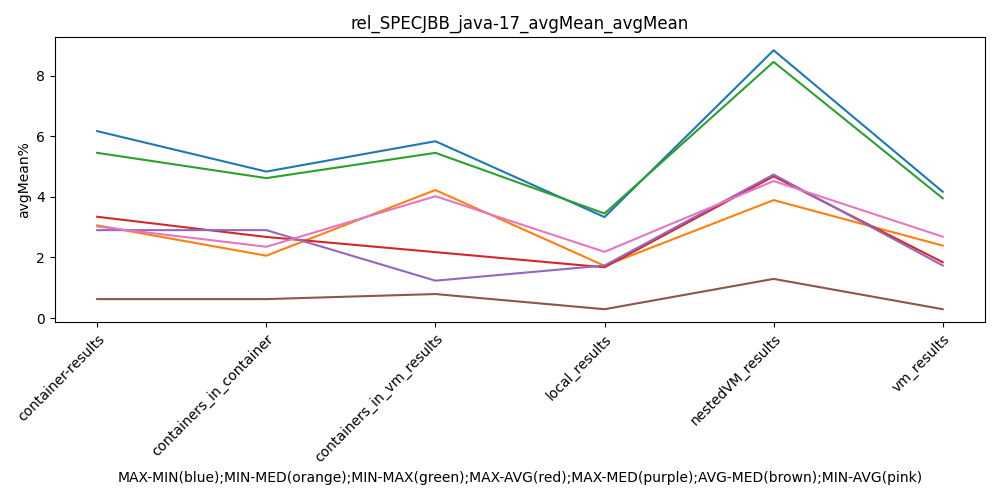 rel_SPECJBB_java-17_avgMean_avgMean
avgMean%
8
6
4
2
0
container-results
containers_in_container
containers_in_vm_results
local_results
nestedVM_results
vm_results
MAX-MIN(blue);MIN-MED(orange);MIN-MAX(green);MAX-AVG(red);MAX-MED(purple);AVG-MED(brown);MIN-AVG(pink)